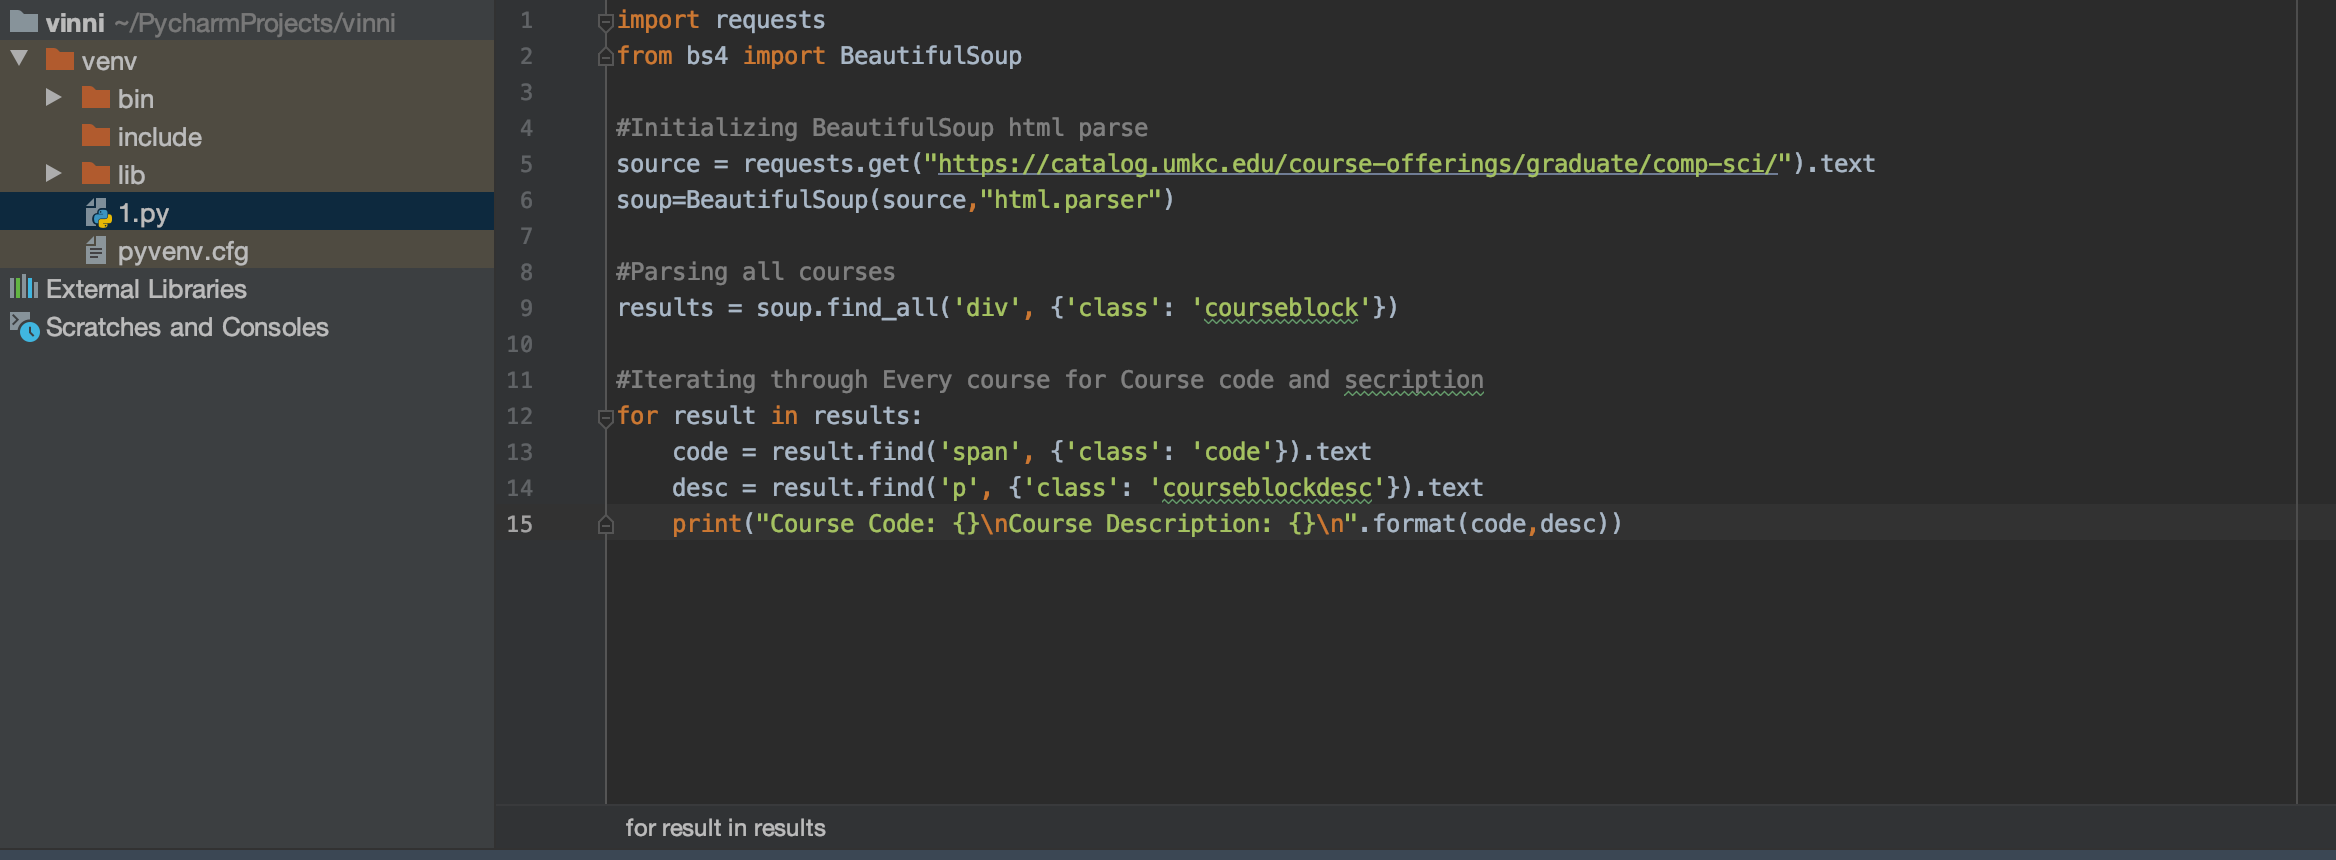 vinni ~/PycharmProjects/vinni
venv
bin
include
lib
1.py
pyvenv.cfg
External Libraries
Scratches and Consoles
1 import requests
2 from bs4 import BeautifulSoup
3
4 #Initializing BeautifulSoup html parse
5 source = requests.get("https://catalog.umkc.edu/course-offerings/graduate/comp-sci/").text
6 soup=BeautifulSoup(source,"html.parser")
7
8 #Parsing all courses
9 results = soup.find_all('div', {'class': 'courseblock'})
10
11 #Iterating through Every course for Course code and secription
12 for result in results:
13     code = result.find('span', {'class': 'code'}).text
14     desc = result.find('p', {'class': 'courseblockdesc'}).text
15     print("Course Code: {}\nCourse Description: {}\n".format(code,desc))
for result in results